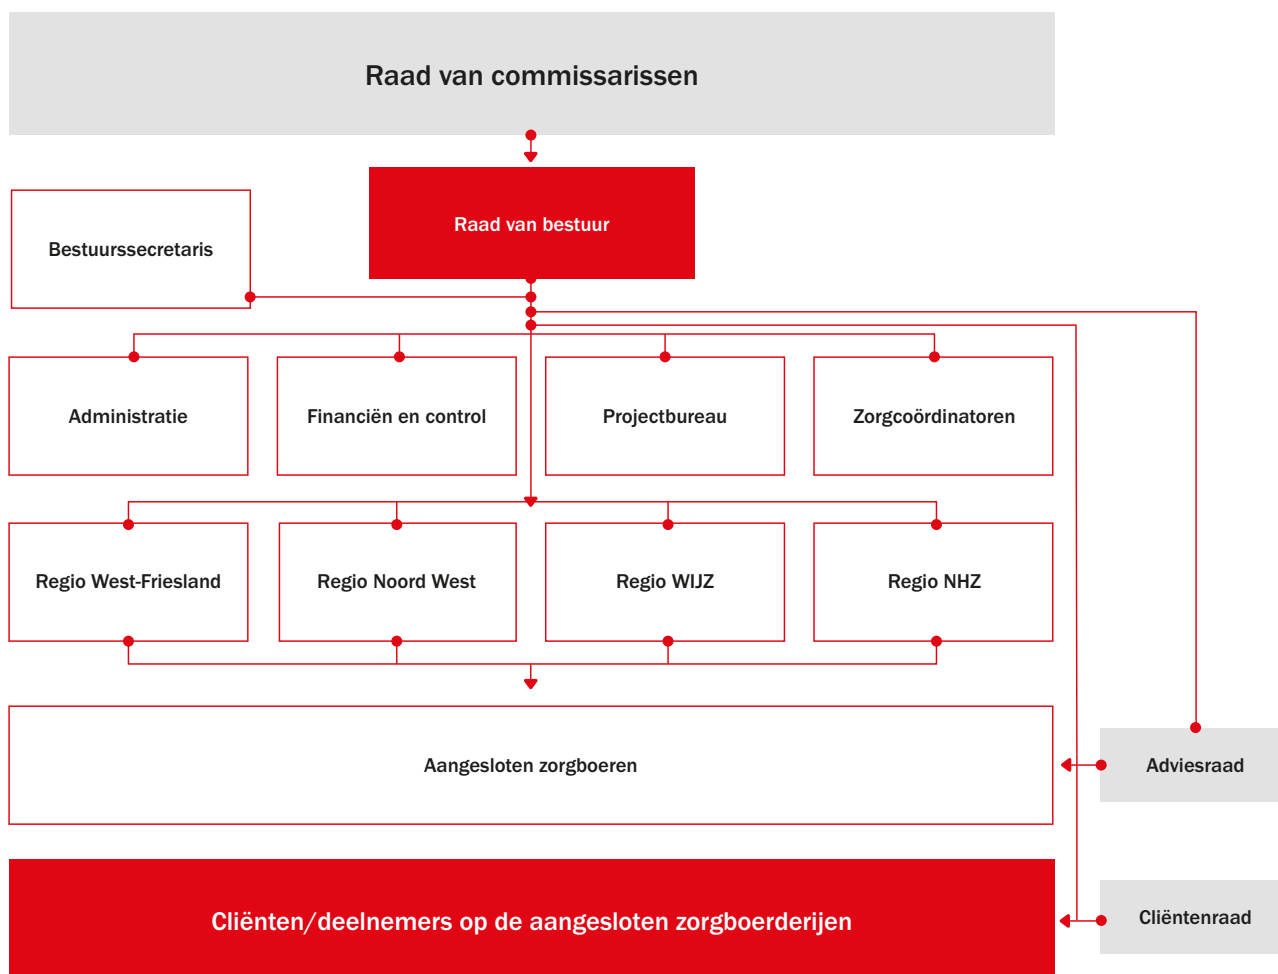 Raad van commissarissen
Raad van bestuur
Bestuurssecretaris
Administratie
Financiën en control
Projectbureau
Zorgcoördinatoren
Regio West-Friesland
Regio Noord West
Regio WIJZ
Regio NHZ
Aangesloten zorgboeren
Adviesraad
Cliënten/deelnemers op de aangesloten zorgboerderijen
Cliëntenraad